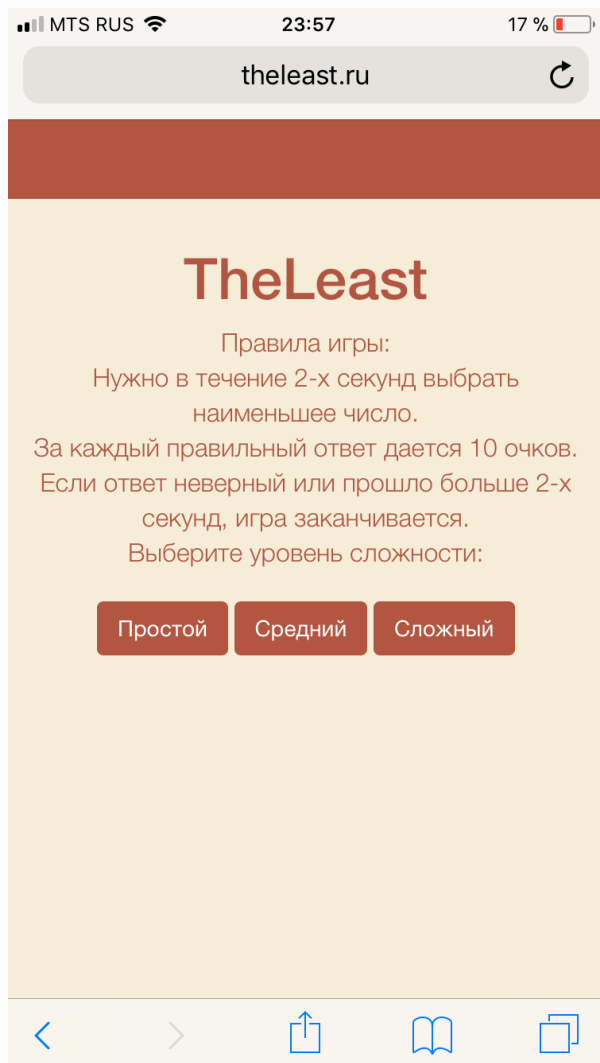 MTS RUS 23:57 17 %
theleast.ru
TheLeast
Правила игры:
Нужно в течение 2-х секунд выбрать
наименьшее число.
За каждый правильный ответ дается 10 очков.
Если ответ неверный или прошло больше 2-х
секунд, игра заканчивается.
Выберите уровень сложности:
Простой Средний Сложный